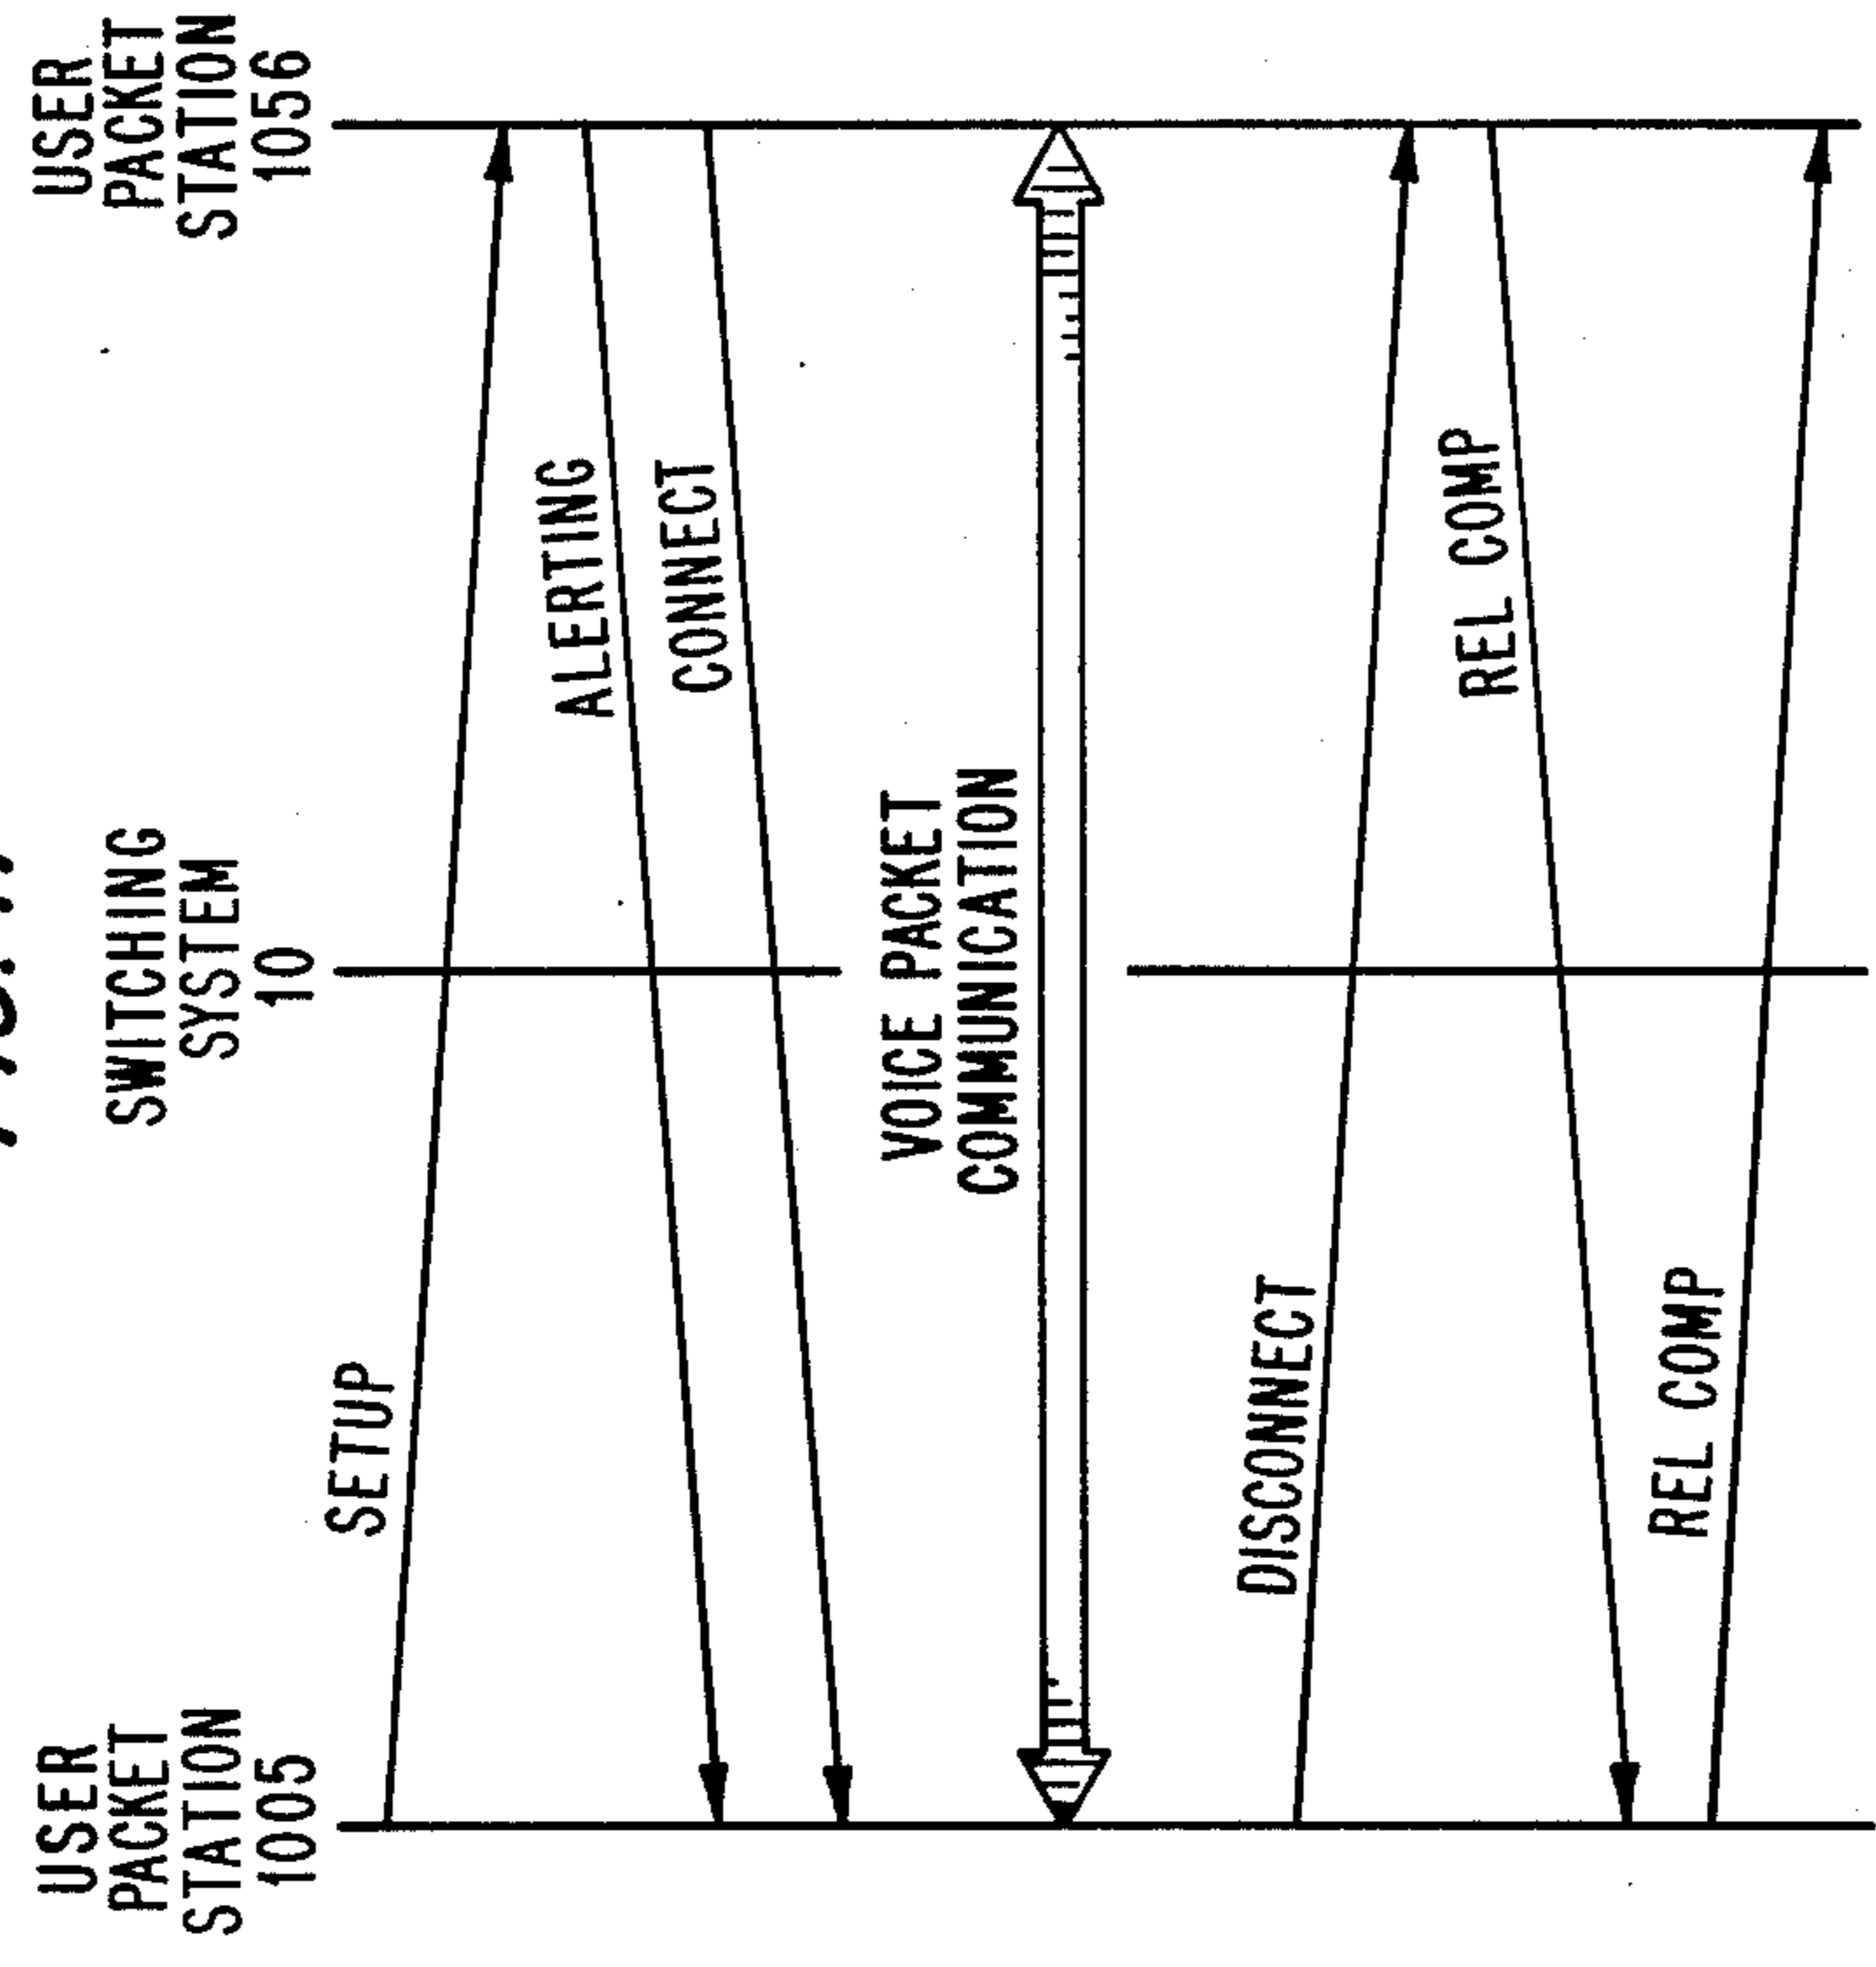 USER
PACKET
STATION
1005
SWITCHING
SYSTEM
10
USER
PACKET
STATION
1056
SETUP
ALERTING
CONNECT
VOICE PACKET
COMMUNICATION
DISCONNECT
REL COMP
REL COMP